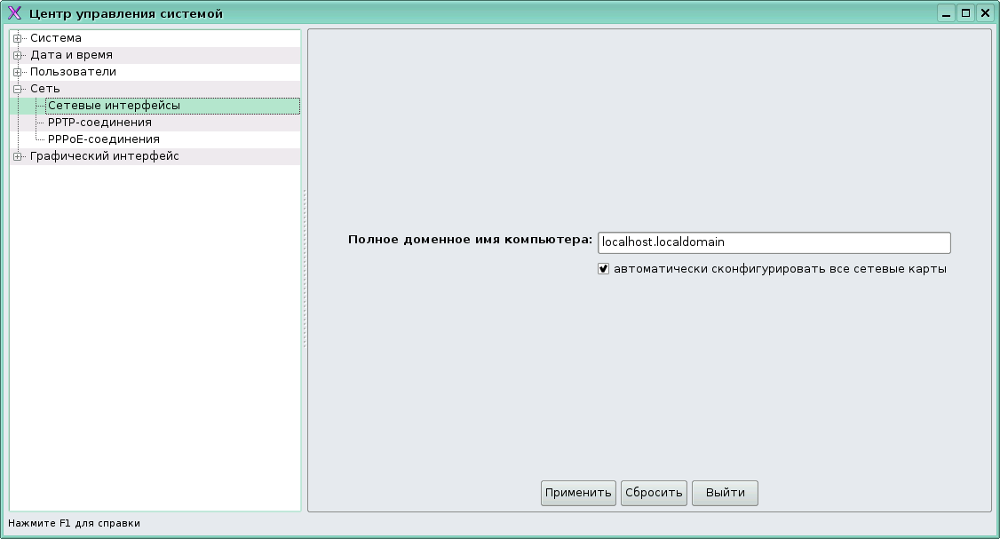 Центр управления системой
Система
Дата и время
Пользователи
Сеть
Сетевые интерфейсы
PPTP-соединения
PPPoE-соединения
Графический интерфейс
Полное доменное имя компьютера:
localhost.localdomain
автоматически сконфигурировать все сетевые карты
Применить
Сбросить
Выйти
Нажмите F1 для справки